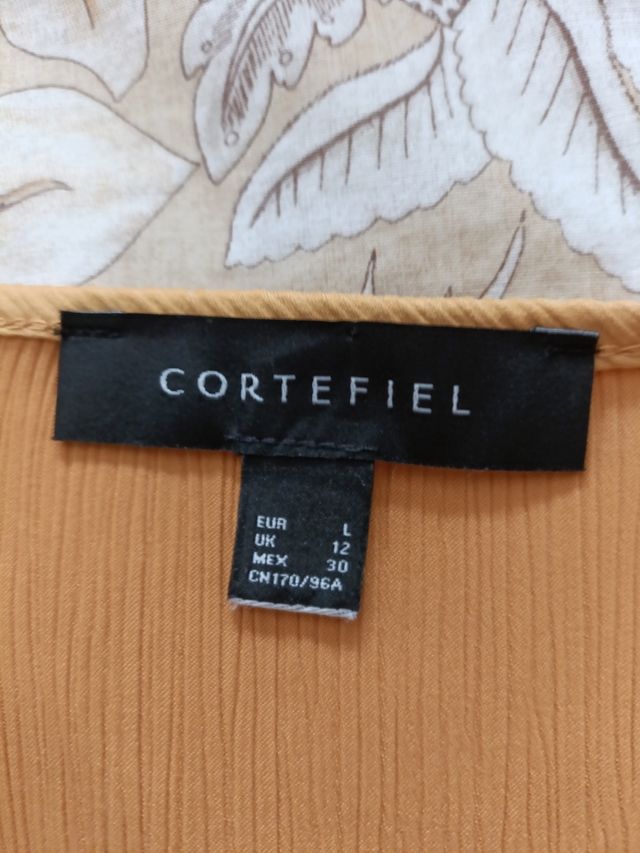 CORTEFIEL
EUR L
UK 12
MEX 30
CN170/96A